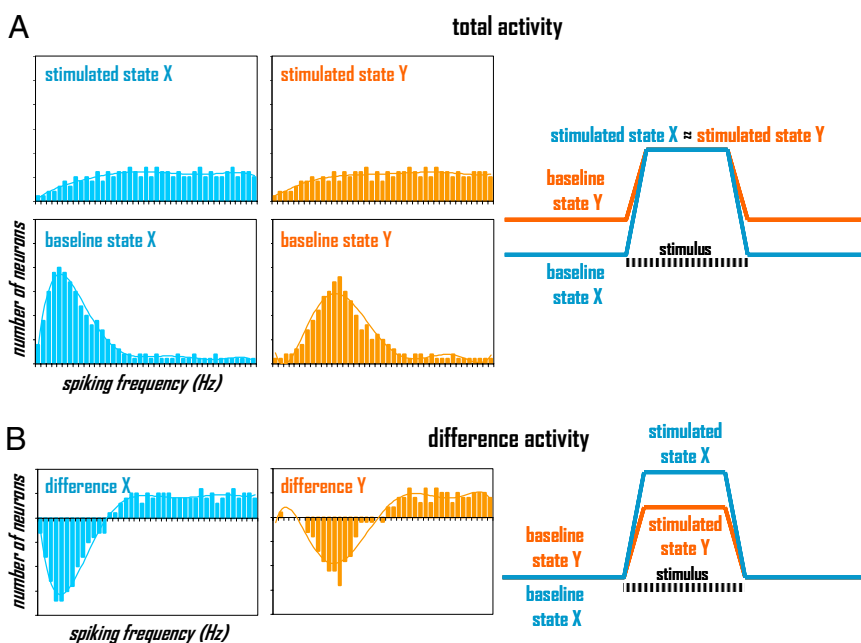 A
total activity
stimulated state X
stimulated state Y
stimulated state X ≈ stimulated state Y
baseline
state Y
number of neurons
baseline state X
baseline state Y
stimulus
baseline
state X
spiking frequency (Hz)
B
difference activity
stimulated
state X
number of neurons
difference X
difference Y
baseline
state Y
stimulated
state Y
stimulus
baseline
state X
spiking frequency (Hz)